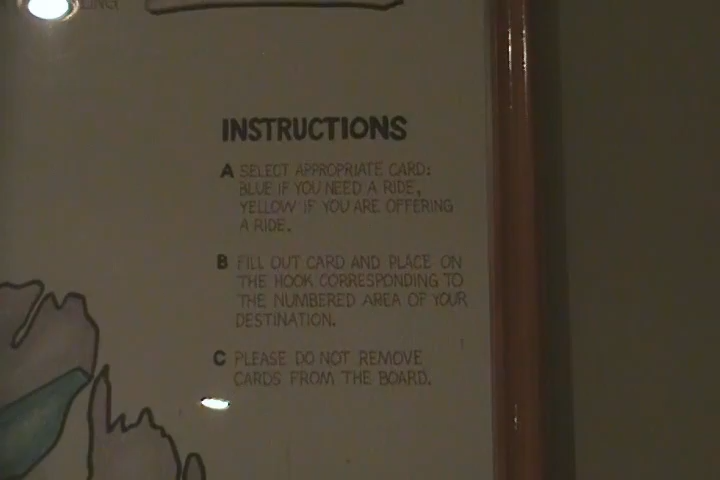 INSTRUCTIONS
A SELECT APPROPRIATE CARD:
BLUE IF YOU NEED A RIDE,
YELLOW IF YOU ARE OFFERING
A RIDE.
B FILL OUT CARD AND PLACE ON
THE HOOK CORRESPONDING TO
THE NUMBERED AREA OF YOUR
DESTINATION.
C PLEASE DO NOT REMOVE
CARDS FROM THE BOARD.